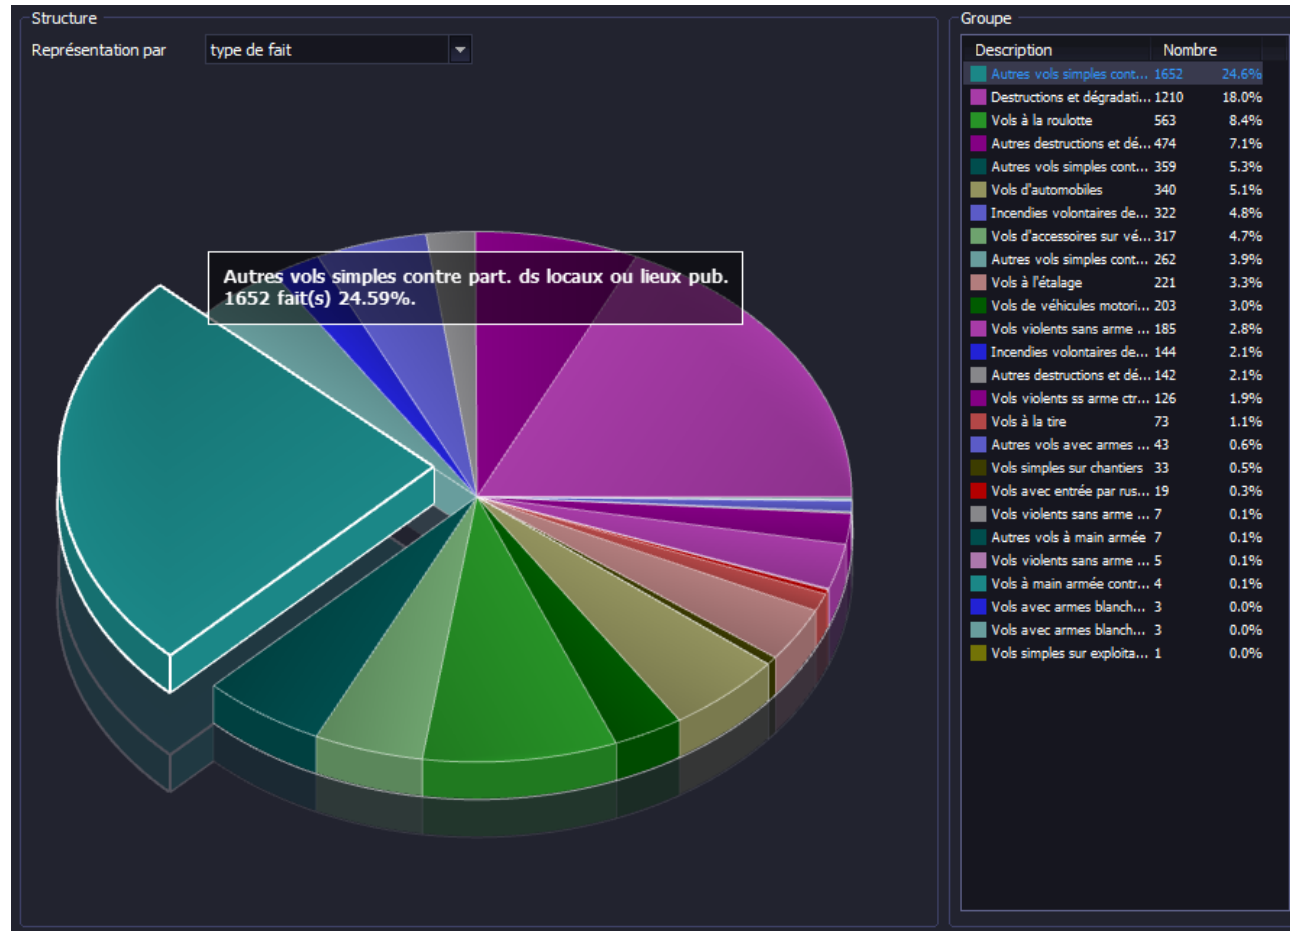 Structure
Représentation par type de fait
Autres vols simples contre part. ds locaux ou lieux pub.
1652 fait(s) 24.59%.
Groupe
Description Nombre
Autres vols simples cont... 1652 24.6%
Destructions et dégradati... 1210 18.0%
Vols à la roulotte 563 8.4%
Autres destructions et dé... 474 7.1%
Autres vols simples cont... 359 5.3%
Vols d'automobiles 340 5.1%
Incendies volontaires de... 322 4.8%
Vols d'accessoires sur vé... 317 4.7%
Autres vols simples cont... 262 3.9%
Vols à l'étalage 221 3.3%
Vols de véhicules motori... 203 3.0%
Vols violents sans arme ... 185 2.8%
Incendies volontaires de... 144 2.1%
Autres destructions et dé... 142 2.1%
Vols violents ss arme ctr... 126 1.9%
Vols à la tire 73 1.1%
Autres vols avec armes ... 43 0.6%
Vols simples sur chantiers 33 0.5%
Vols avec entrée par rus... 19 0.3%
Vols violents sans arme ... 7 0.1%
Autres vols à main armée 7 0.1%
Vols violents sans arme ... 5 0.1%
Vols à main armée contr... 4 0.1%
Vols avec armes blanch... 3 0.0%
Vols avec armes blanch... 3 0.0%
Vols simples sur exploita... 1 0.0%